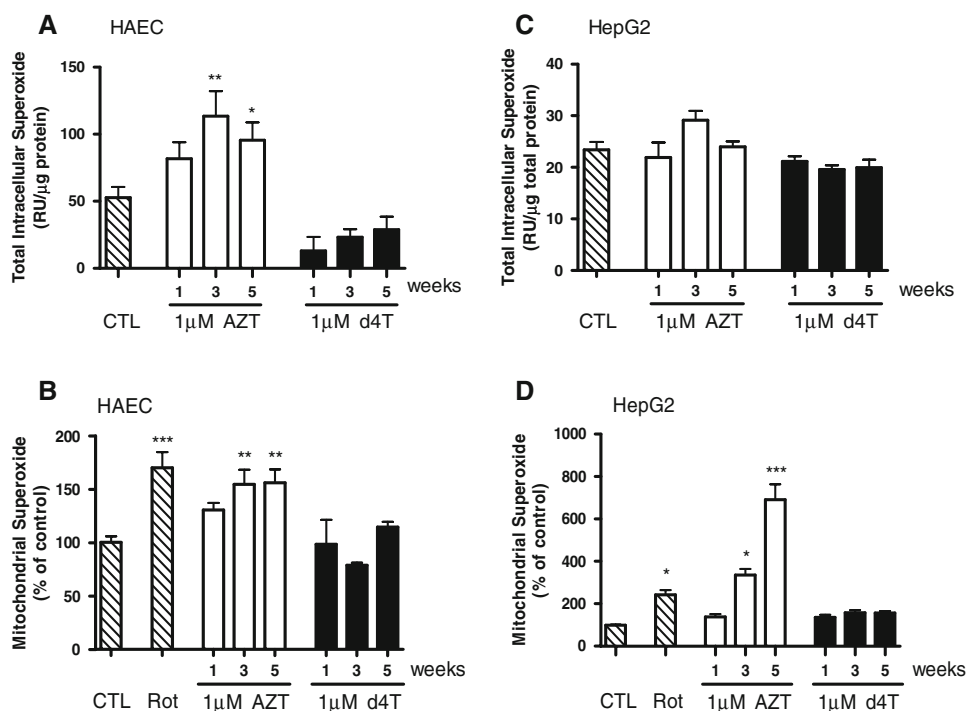 A
HAEC
Total Intracellular Superoxide
(RU/µg protein)
150
100
50
0
**
*
1 3 5 1 3 5 weeks
CTL 1µM AZT 1µM d4T
C
HepG2
Total Intracellular Superoxide
(RU/µg total protein)
40
30
20
10
0
1 3 5 1 3 5 weeks
CTL 1µM AZT 1µM d4T
B
HAEC
Mitochondrial Superoxide
(% of control)
200
150
100
50
0
***
**
**
1 3 5 1 3 5 weeks
CTL Rot 1µM AZT 1µM d4T
D
HepG2
Mitochondrial Superoxide
(% of control)
1000
800
600
400
200
0
*
*
***
1 3 5 1 3 5 weeks
CTL Rot 1µM AZT 1µM d4T